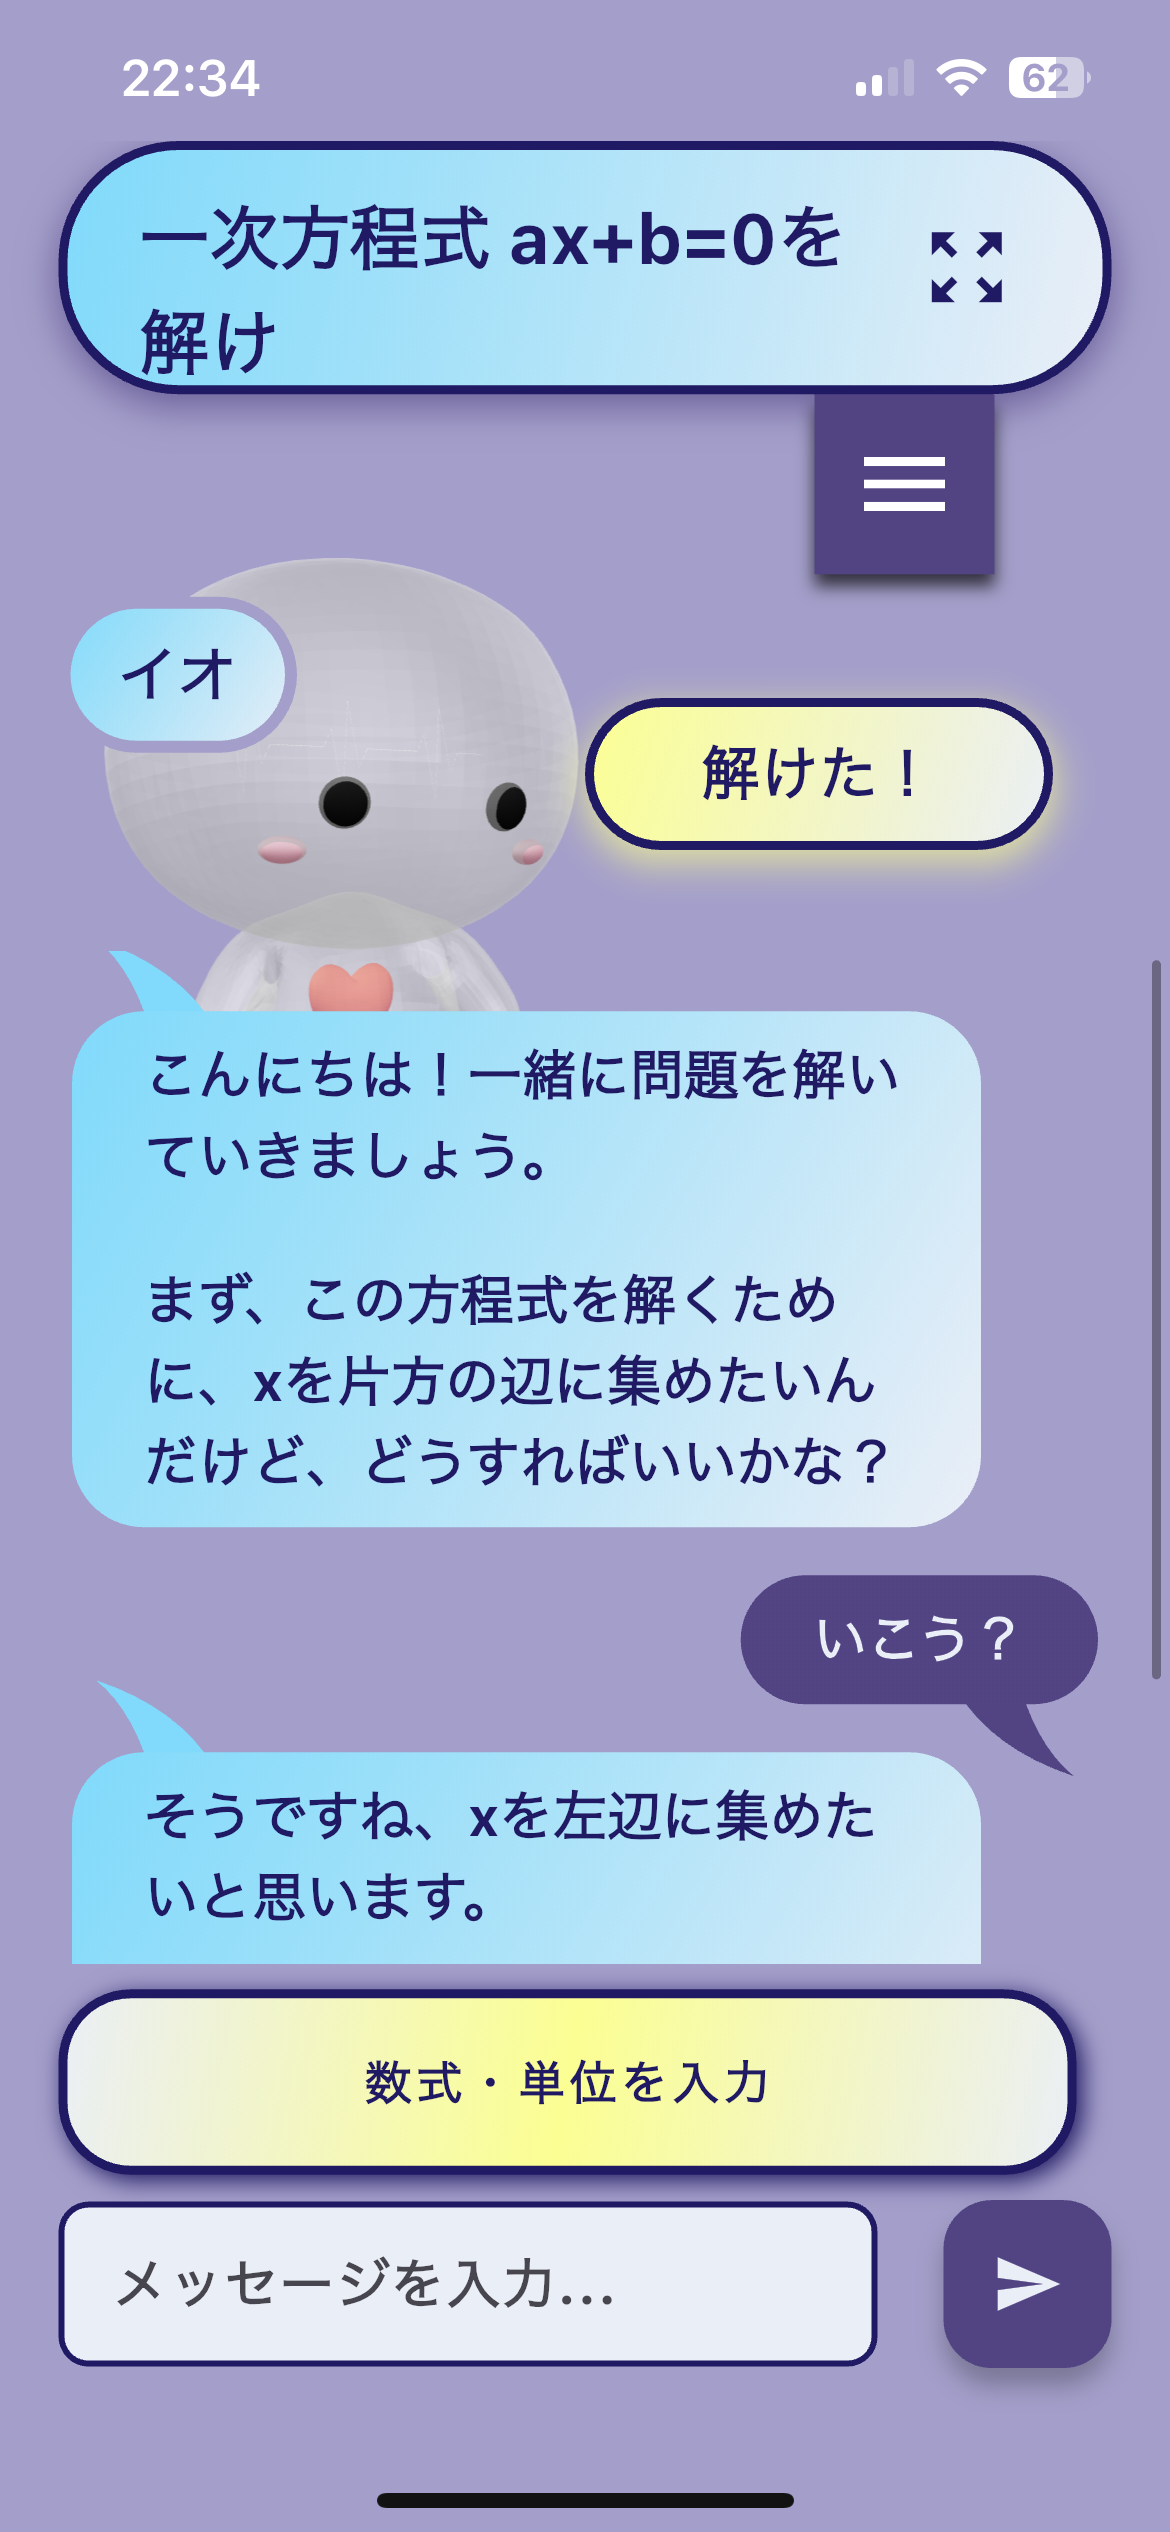 22:34
62
一次方程式 ax+b=0を
解け
イオ
解けた！
こんにちは！一緒に問題を解い
ていきましょう。
まず、この方程式を解くため
に、xを片方の辺に集めたいん
だけど、どうすればいいかな？
いこう？
そうですね、xを左辺に集めた
いと思います。
数式・単位を入力
メッセージを入力...